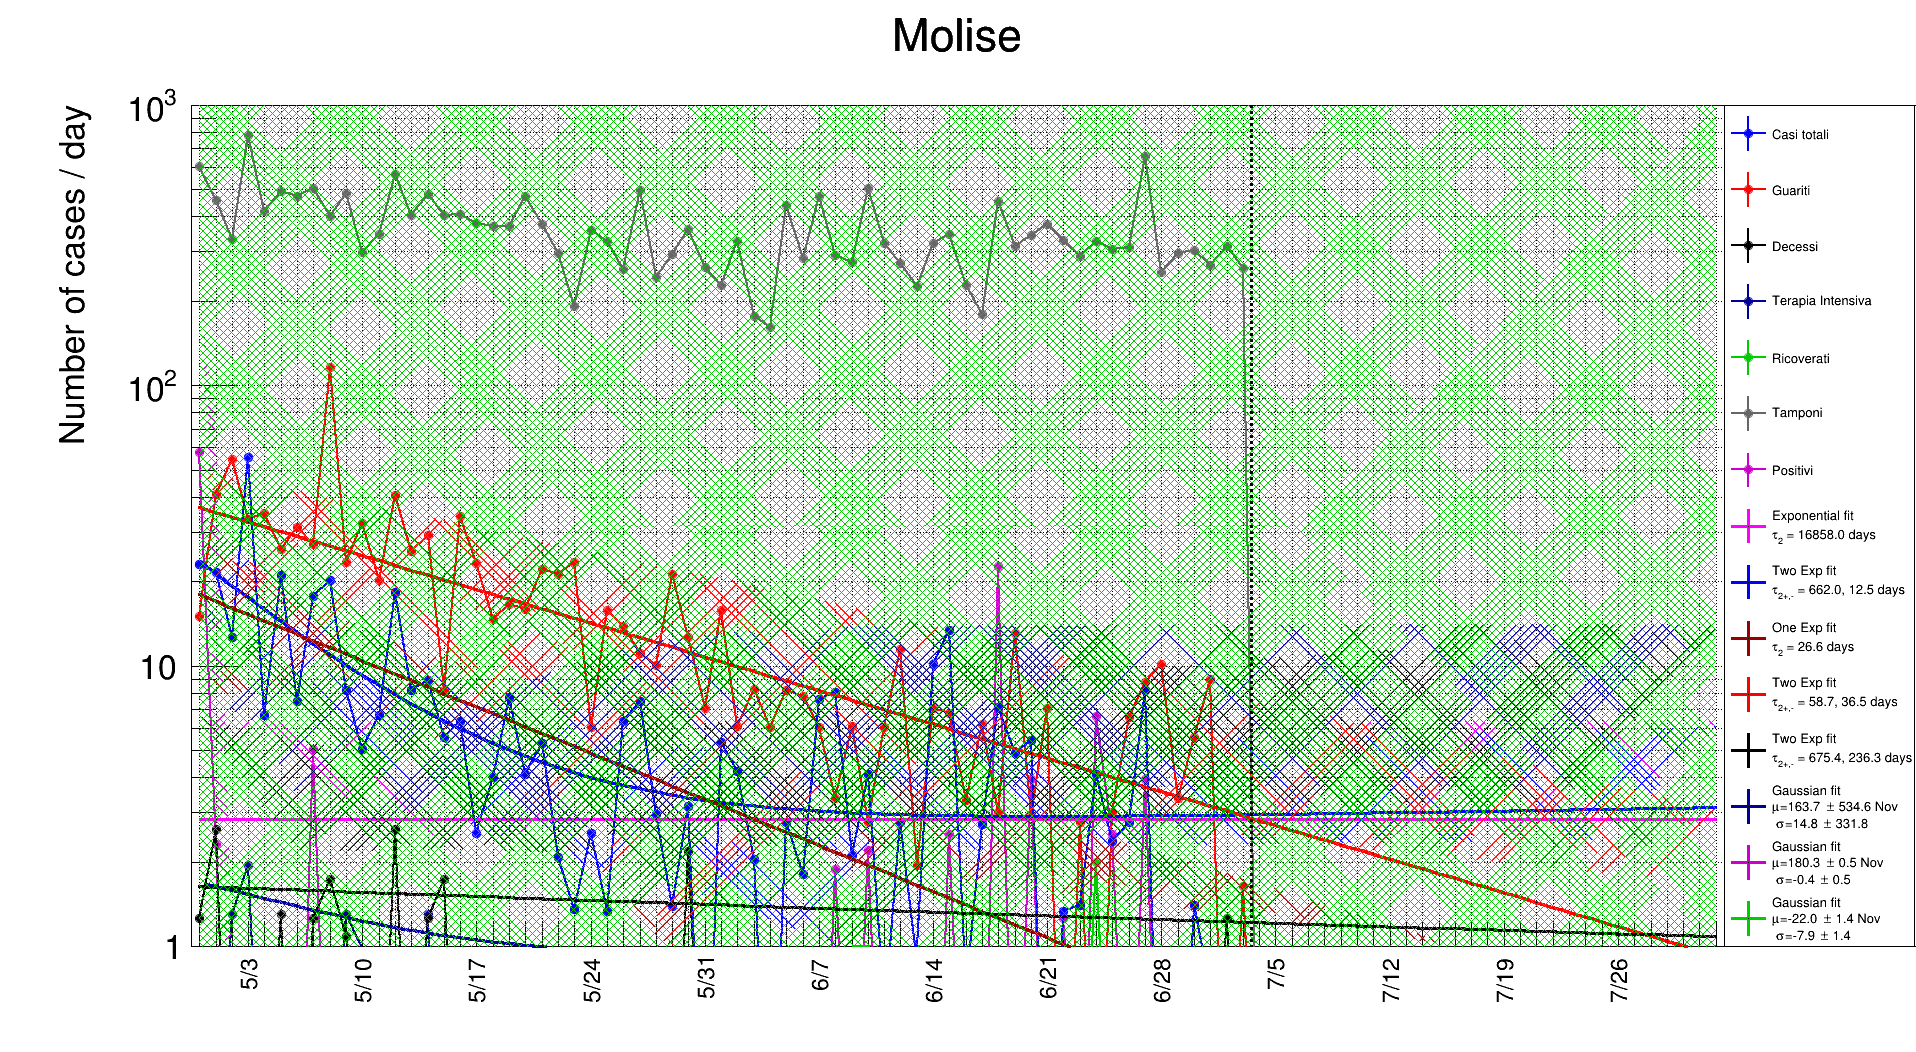 Molise
Number of cases / day
10³
10²
10
1
5/3
5/10
5/17
5/24
5/31
6/7
6/14
6/21
6/28
7/5
7/12
7/19
7/26
Casi totali
Guariti
Decessi
Terapia Intensiva
Ricoverati
Tamponi
Positivi
Exponential fit
τ₂ = 16858.0 days
Two Exp fit
τ₂₊,₋ = 662.0, 12.5 days
One Exp fit
τ₂ = 26.6 days
Two Exp fit
τ₂₊,₋ = 58.7, 36.5 days
Two Exp fit
τ₂₊,₋ = 675.4, 236.3 days
Gaussian fit
μ=163.7 ± 534.6 Nov
σ=14.8 ± 331.8
Gaussian fit
μ=180.3 ± 0.5 Nov
σ=-0.4 ± 0.5
Gaussian fit
μ=-22.0 ± 1.4 Nov
σ=-7.9 ± 1.4